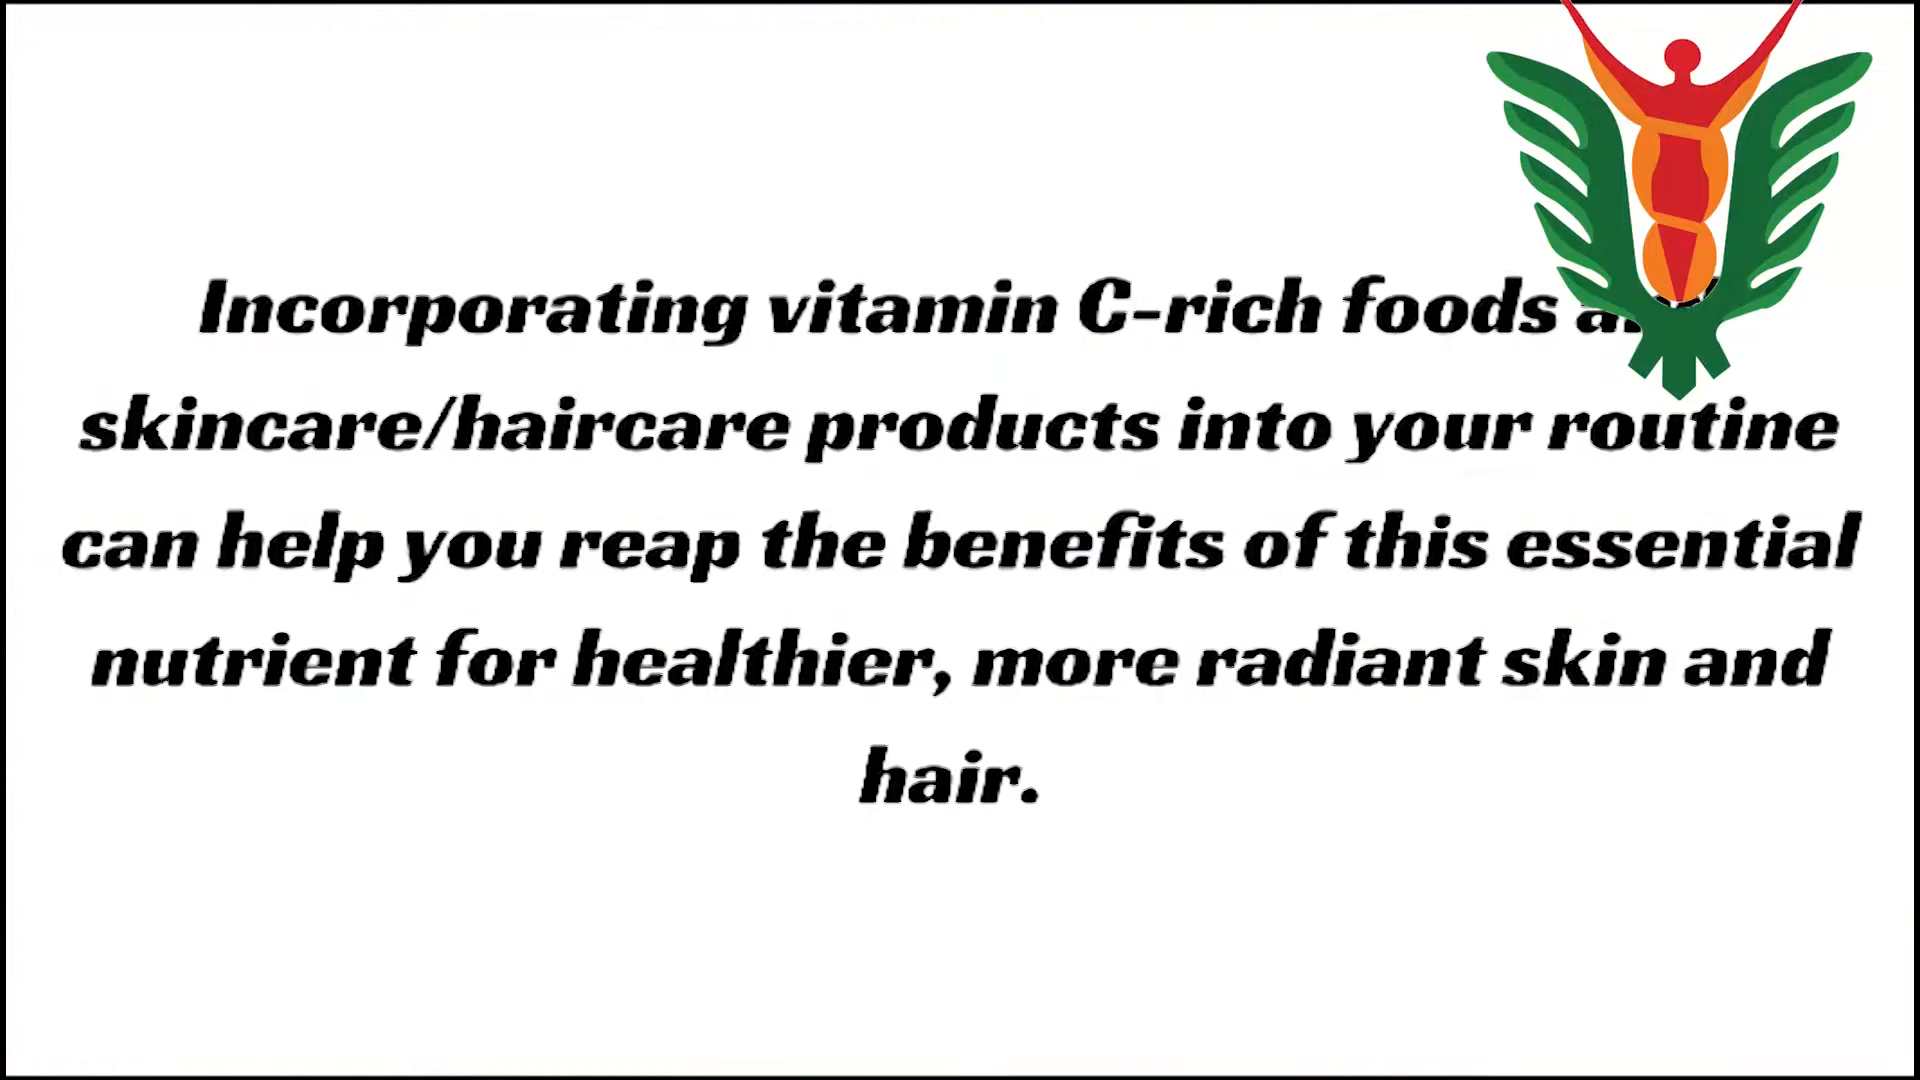 Incorporating vitamin C-rich foods
skincare/haircare products into your routine
can help you reap the benefits of this essential
nutrient for healthier, more radiant skin and
hair.